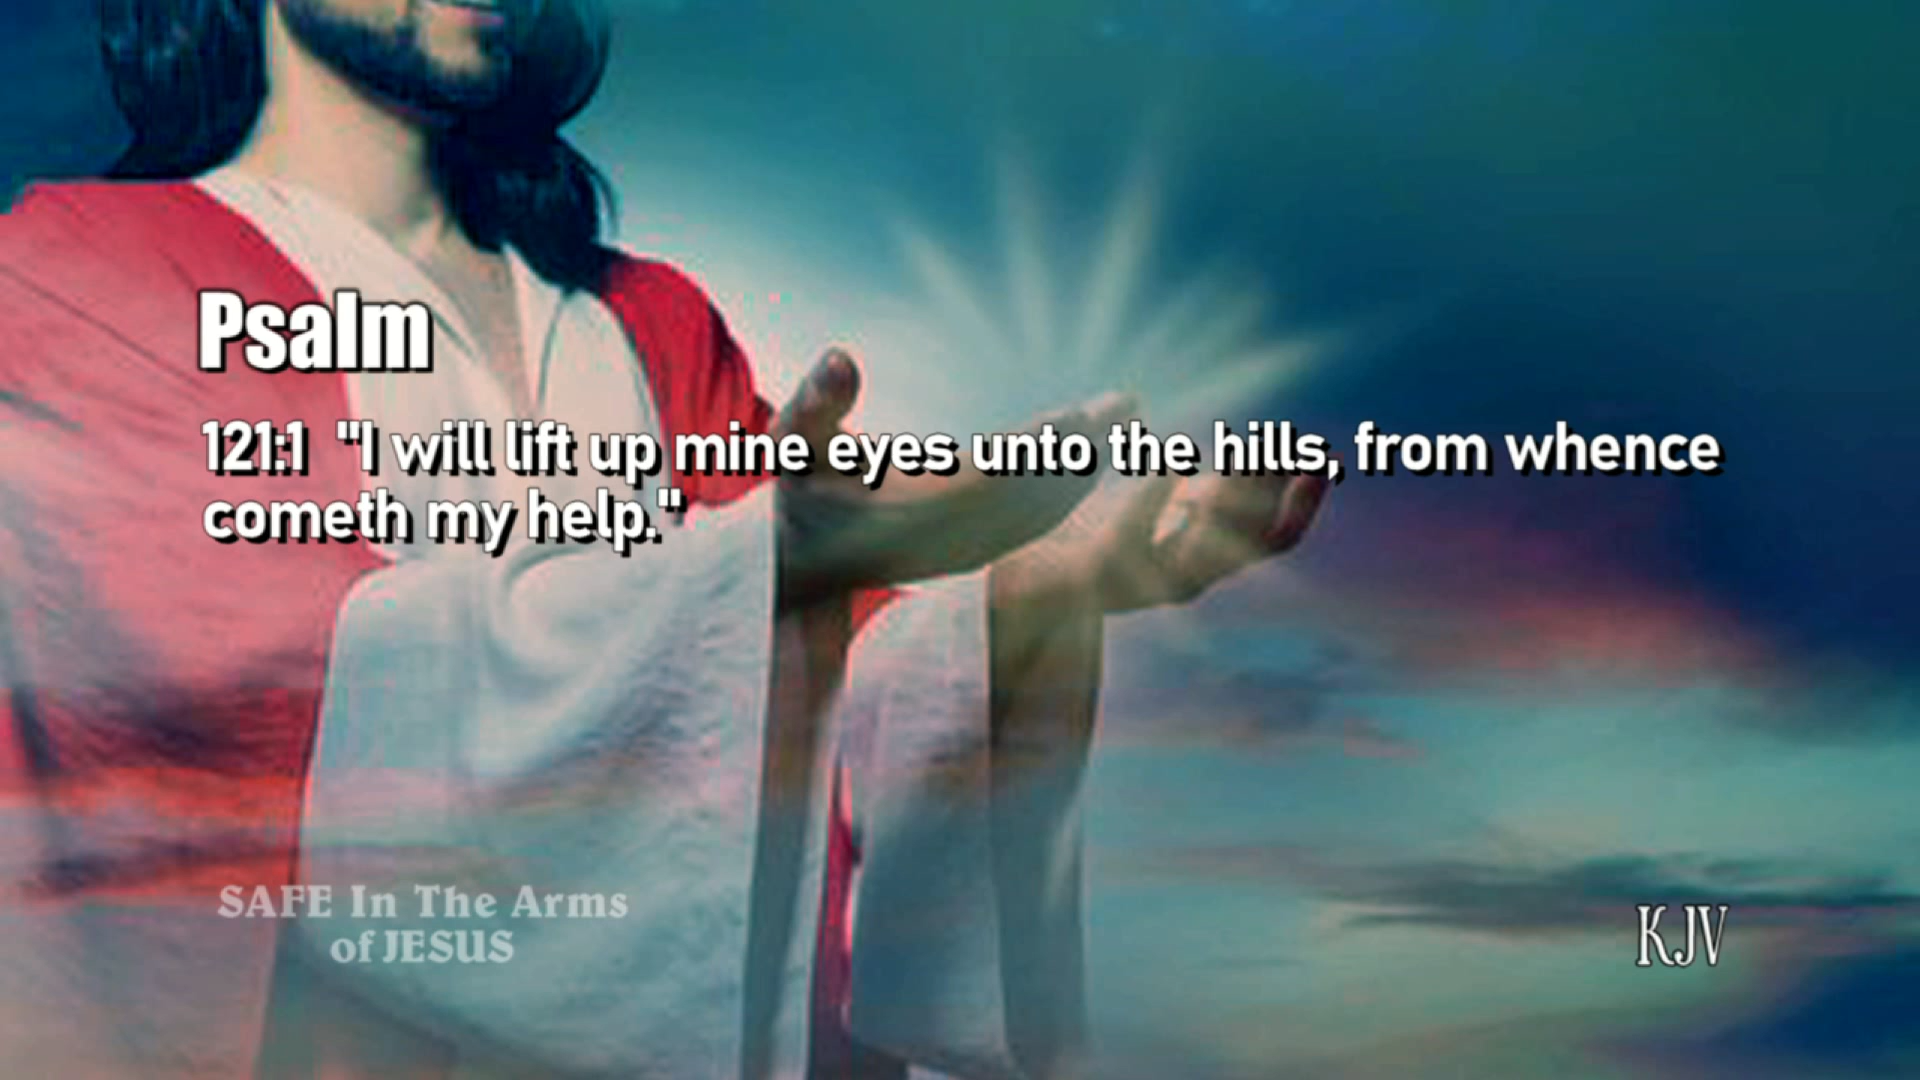 Psalm
121:1 "I will lift up mine eyes unto the hills, from whence
cometh my help."
SAFE In The Arms
of JESUS
KJV